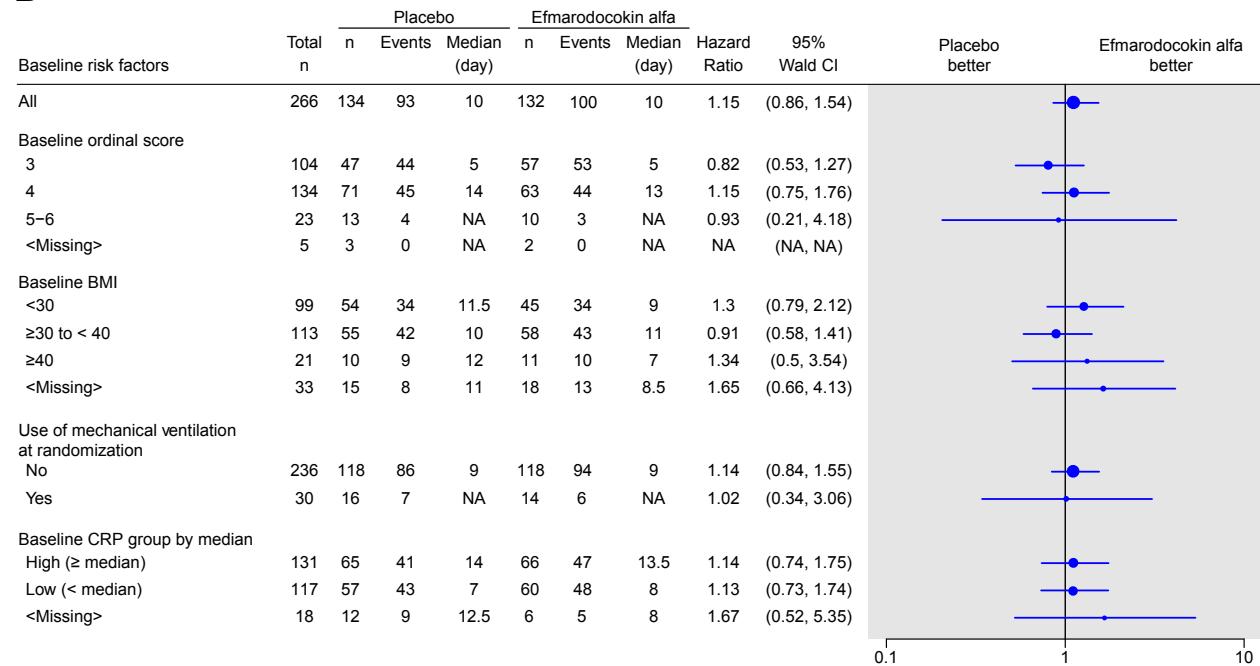 Placebo Efmarodocokin alfa
Total n Events Median n Events Median Hazard 95% Placebo Efmarodocokin alfa
Baseline risk factors n (day) (day) Ratio Wald CI better better
All 266 134 93 10 132 100 10 1.15 (0.86, 1.54)
Baseline ordinal score
3 104 47 44 5 57 53 5 0.82 (0.53, 1.27)
4 134 71 45 14 63 44 13 1.15 (0.75, 1.76)
5−6 23 13 4 NA 10 3 NA 0.93 (0.21, 4.18)
<Missing> 5 3 0 NA 2 0 NA NA (NA, NA)
Baseline BMI
<30 99 54 34 11.5 45 34 9 1.3 (0.79, 2.12)
≥30 to < 40 113 55 42 10 58 43 11 0.91 (0.58, 1.41)
≥40 21 10 9 12 11 10 7 1.34 (0.5, 3.54)
<Missing> 33 15 8 11 18 13 8.5 1.65 (0.66, 4.13)
Use of mechanical ventilation
at randomization
No 236 118 86 9 118 94 9 1.14 (0.84, 1.55)
Yes 30 16 7 NA 14 6 NA 1.02 (0.34, 3.06)
Baseline CRP group by median
High (≥ median) 131 65 41 14 66 47 13.5 1.14 (0.74, 1.75)
Low (< median) 117 57 43 7 60 48 8 1.13 (0.73, 1.74)
<Missing> 18 12 9 12.5 6 5 8 1.67 (0.52, 5.35)
0.1 1 10